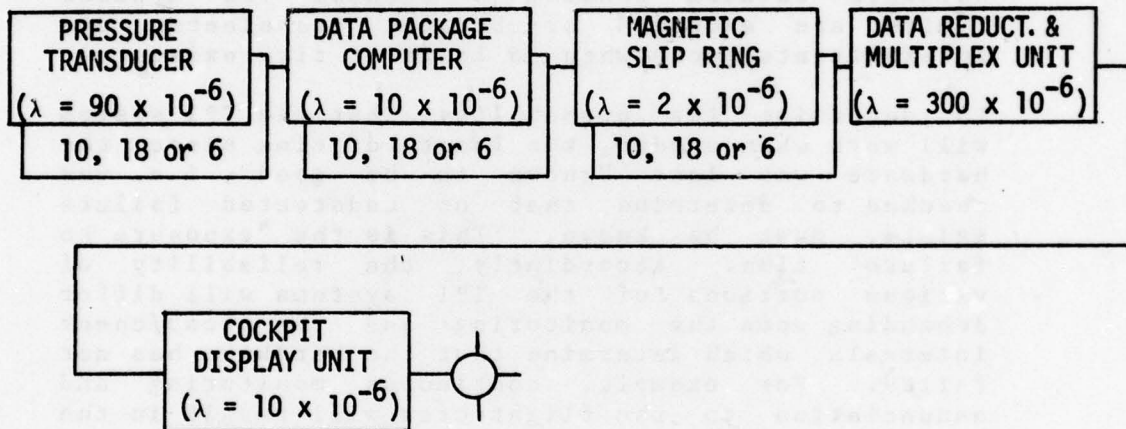 PRESSURE TRANSDUCER
(λ = 90 x 10⁻⁶)
10, 18 or 6
DATA PACKAGE COMPUTER
(λ = 10 x 10⁻⁶)
10, 18 or 6
MAGNETIC SLIP RING
(λ = 2 x 10⁻⁶)
10, 18 or 6
DATA REDUCT. & MULTIPLEX UNIT
(λ = 300 x 10⁻⁶)
COCKPIT
DISPLAY UNIT
(λ = 10 x 10⁻⁶)